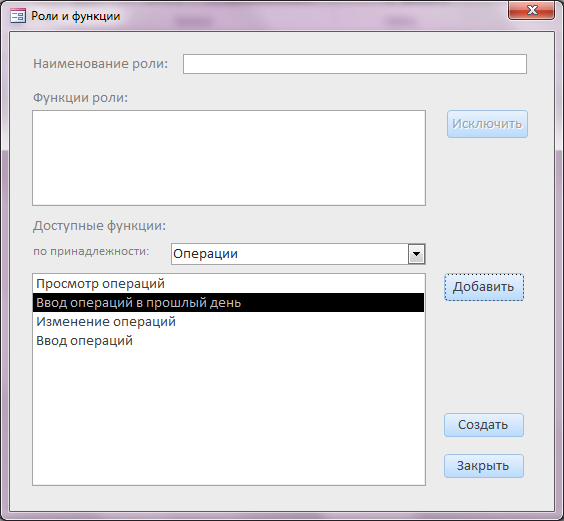 Роли и функции
Наименование роли:
Функции роли:
Исключить
Доступные функции:
по принадлежности:
Операции
Просмотр операций
Добавить
Ввод операций в прошлый день
Изменение операций
Ввод операций
Создать
Закрыть